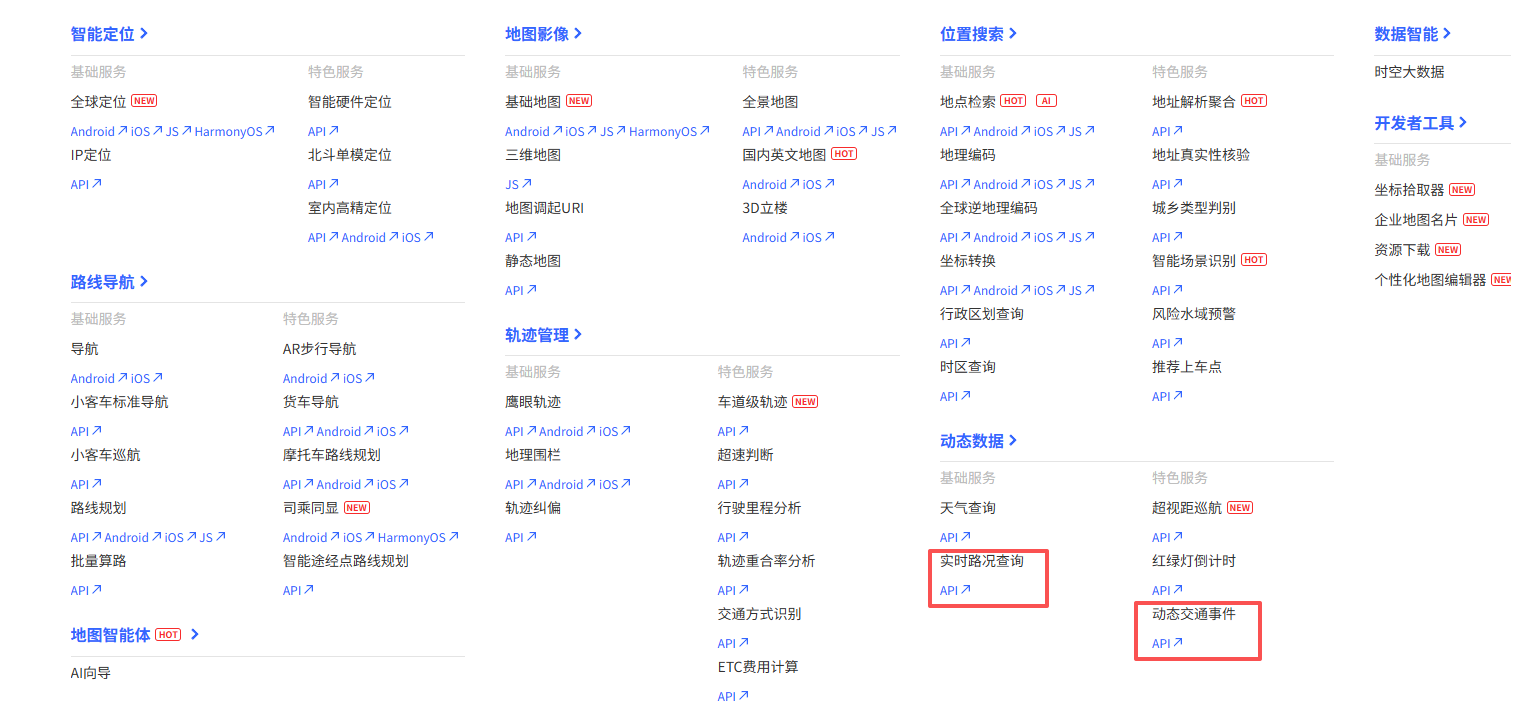 智能定位
基础服务
全球定位 NEW
Android iOS JS HarmonyOS
IP定位
API
特色服务
智能硬件定位
API
北斗单模定位
API
室内高精定位
API Android iOS
路线导航
基础服务
导航
Android iOS
小客车标准导航
API
小客车巡航
API
路线规划
API Android iOS JS
批量算路
API
特色服务
AR步行导航
Android iOS
货车导航
API Android iOS
摩托车路线规划
API Android iOS
司乘同显 NEW
Android iOS HarmonyOS
智能途经点路线规划
API
地图智能体 HOT
AI向导
地图影像
基础服务
基础地图 NEW
Android iOS JS HarmonyOS
三维地图
JS
地图调起URI
API
静态地图
API
特色服务
全景地图
API Android iOS JS
国内英文地图 HOT
Android iOS
3D立楼
Android iOS
轨迹管理
基础服务
鹰眼轨迹
API Android iOS
地理围栏
API Android iOS
轨迹纠偏
API
特色服务
车道级轨迹 NEW
API
超速判断
API
行驶里程分析
API
轨迹重合率分析
API
交通方式识别
API
ETC费用计算
API
位置搜索
基础服务
地点检索 HOT AI
API Android iOS JS
地理编码
API Android iOS JS
全球逆地理编码
API Android iOS JS
坐标转换
API Android iOS JS
行政区划查询
API
时区查询
API
特色服务
地址解析聚合 HOT
API
地址真实性核验
API
城乡类型判别
API
智能场景识别 HOT
API
风险水域预警
API
推荐上车点
API
动态数据
基础服务
天气查询
API
实时路况查询
API
特色服务
超视距巡航 NEW
API
红绿灯倒计时
API
动态交通事件
API
数据智能
时空大数据
开发者工具
基础服务
坐标拾取器 NEW
企业地图名片 NEW
资源下载 NEW
个性化地图编辑器 NEW